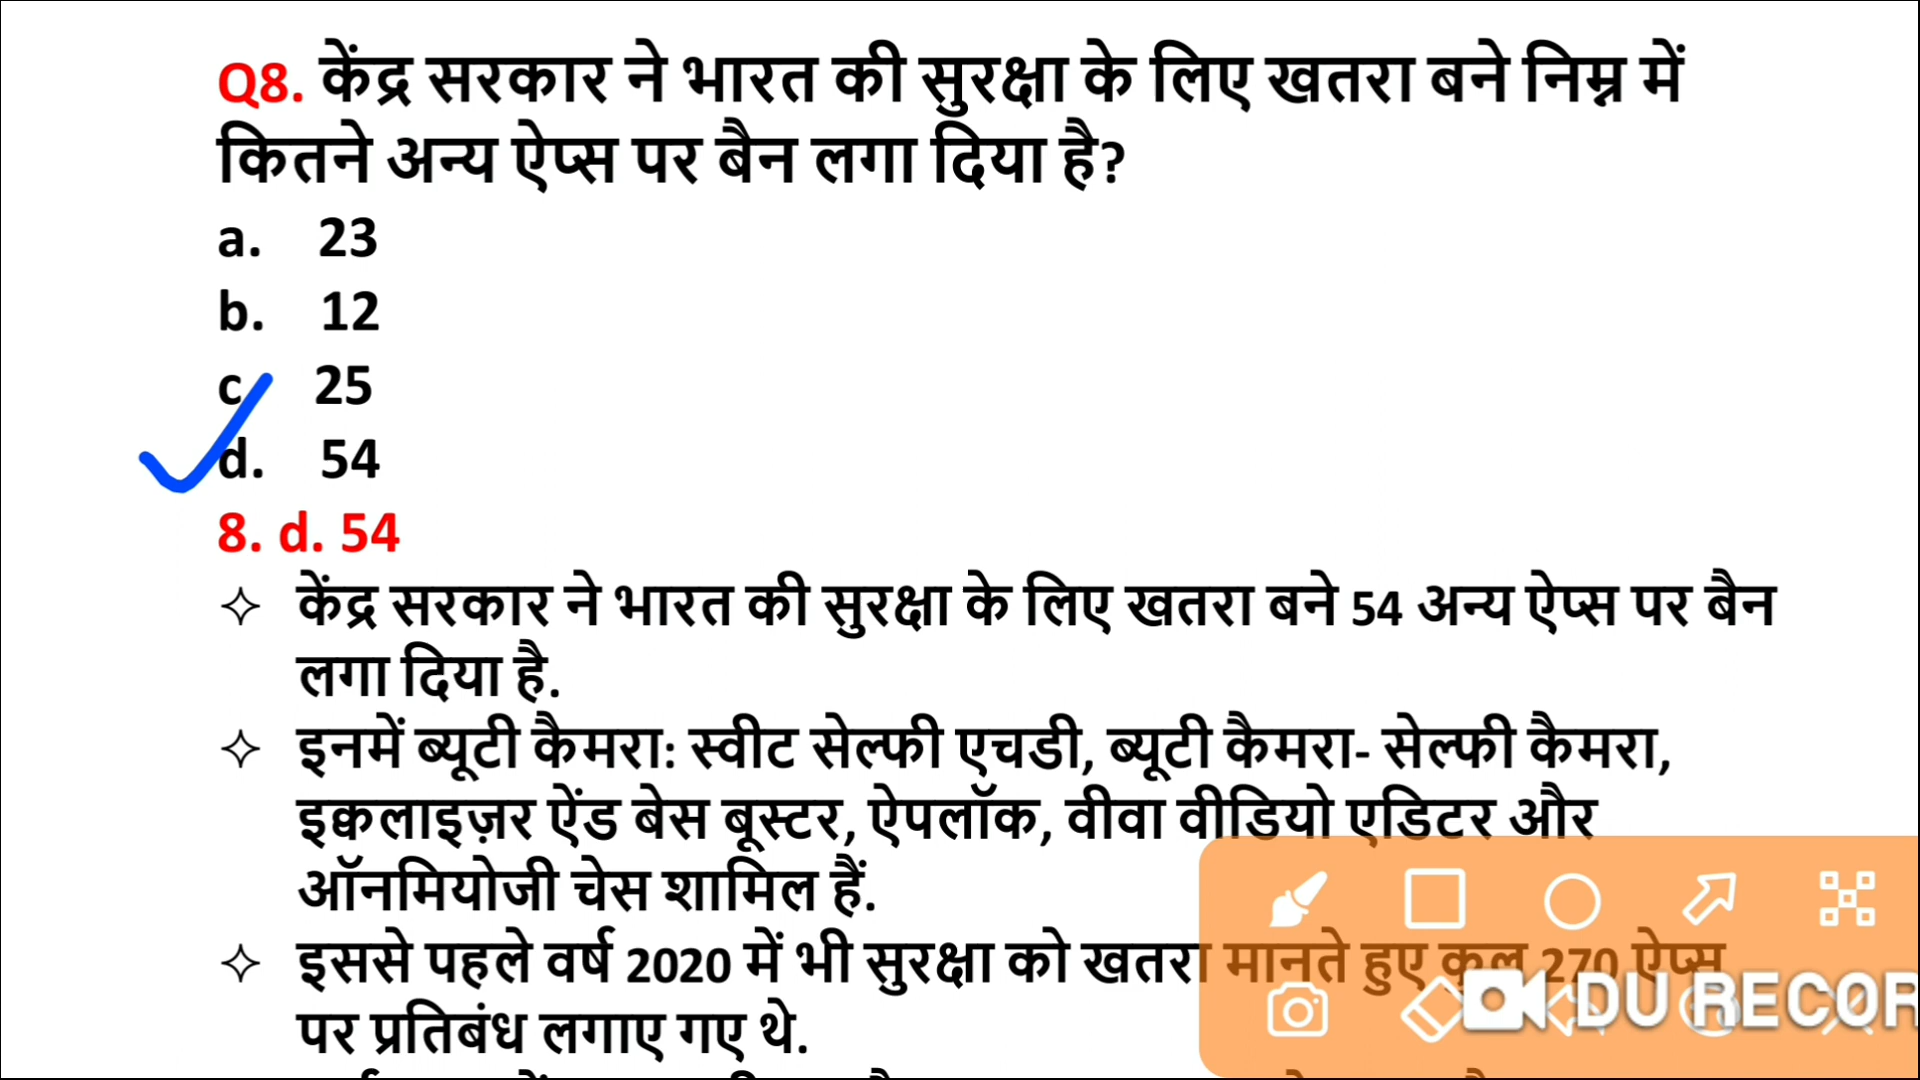 Q8. केंद्र सरकार ने भारत की सुरक्षा के लिए खतरा बने निम्न में
कितने अन्य ऐप्स पर बैन लगा दिया है?
a. 23
b. 12
c 25
d. 54
8. d. 54
✧ केंद्र सरकार ने भारत की सुरक्षा के लिए खतरा बने 54 अन्य ऐप्स पर बैन
लगा दिया है.
✧ इनमें ब्यूटी कैमरा: स्वीट सेल्फी एचडी, ब्यूटी कैमरा- सेल्फी कैमरा,
इक्वलाइज़र ऐंड बेस बूस्टर, ऐपलॉक, वीवा वीडियो एडिटर और
ऑनमियोजी चेस शामिल हैं.
✧ इससे पहले वर्ष 2020 में भी सुरक्षा को खतरा मानते हुए कुल 270 ऐप्स
पर प्रतिबंध लगाए गए थे.
DU RECOR